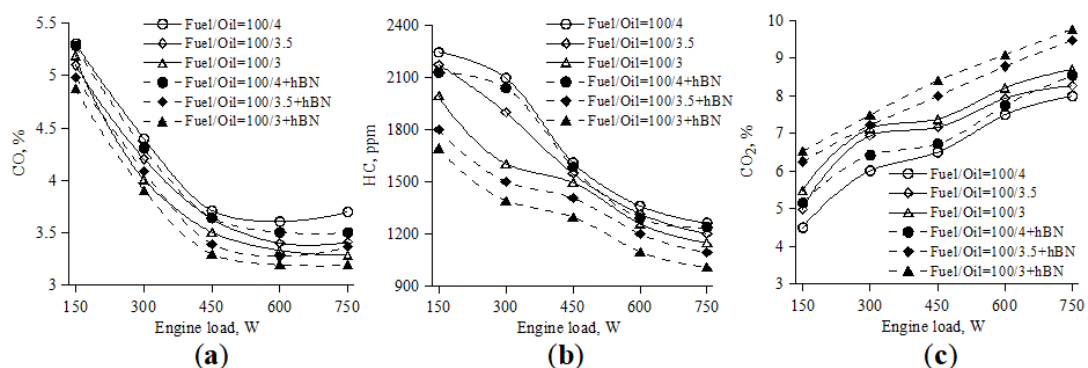 5.5
5
4.5
4
3.5
3
CO, %
Fuel/Oil=100/4
Fuel/Oil=100/3.5
Fuel/Oil=100/3
Fuel/Oil=100/4+hBN
Fuel/Oil=100/3.5+hBN
Fuel/Oil=100/3+hBN
150 300 450 600 750
Engine load, W
(a)
2400
2100
1800
1500
1200
900
HC, ppm
Fuel/Oil=100/4
Fuel/Oil=100/3.5
Fuel/Oil=100/3
Fuel/Oil=100/4+hBN
Fuel/Oil=100/3.5+hBN
Fuel/Oil=100/3+hBN
150 300 450 600 750
Engine load, W
(b)
10
9
8
7
6
5
4
3
CO₂, %
Fuel/Oil=100/4
Fuel/Oil=100/3.5
Fuel/Oil=100/3
Fuel/Oil=100/4+hBN
Fuel/Oil=100/3.5+hBN
Fuel/Oil=100/3+hBN
150 300 450 600 750
Engine load, W
(c)